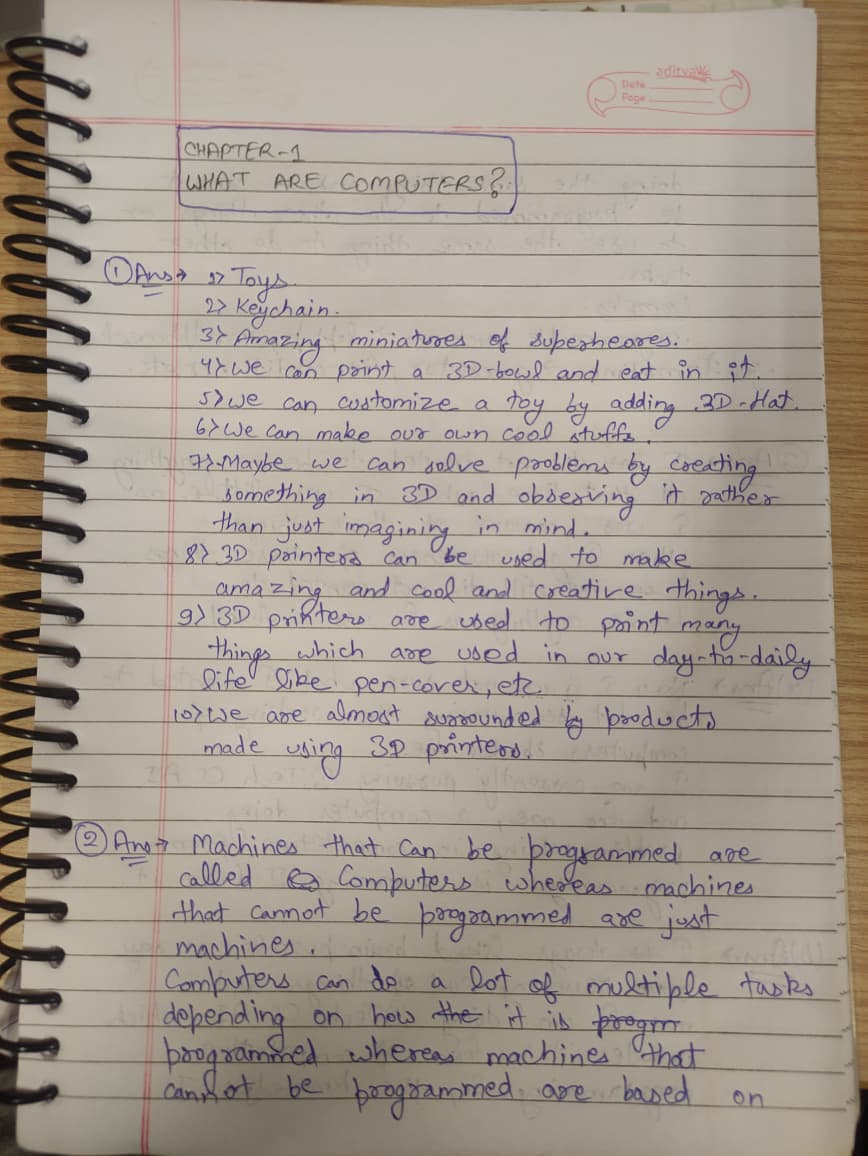 aditya
Date
Page
CHAPTER-1
WHAT ARE COMPUTERS?
① Ans→ 1> Toys.
2> Keychain.
3> Amazing miniatures of superheores.
4> We can print a 3D-bowl and eat in it.
5> We can customize a toy by adding 3D-Hat.
6> We can make our own cool stuffs.
7> Maybe we can solve problems by creating
something in 3D and observing it rather
than just imagining in mind.
8> 3D printers can be used to make
amazing and cool and creative things.
9> 3D printers are used to print many
things which are used in our day-to-daily
life like pen-cover, etc.
10> We are almost surrounded by products
made using 3D printers.
② Ans→ Machines that can be programmed are
called Computers whereas machines
that cannot be programmed are just
machines.
Computers can do a lot of multiple tasks
depending on how the it is progrm
programmed whereas machines that
cannot be programmed are based on